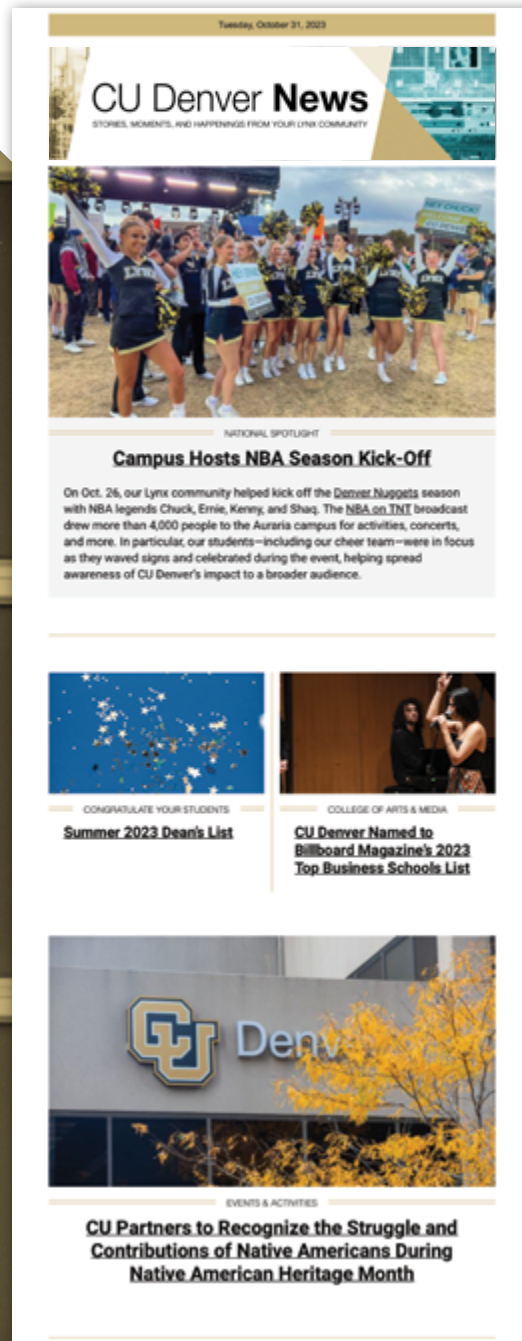 Tuesday, October 31, 2023
CU Denver News
STORIES, MOMENTS, AND HAPPENINGS FROM YOUR LYNX COMMUNITY
NATIONAL SPOTLIGHT
Campus Hosts NBA Season Kick-Off
On Oct. 26, our Lynx community helped kick off the Denver Nuggets season
with NBA legends Chuck, Ernie, Kenny, and Shaq. The NBA on TNT broadcast
drew more than 4,000 people to the Auraria campus for activities, concerts,
and more. In particular, our students—including our cheer team—were in focus
as they waved signs and celebrated during the event, helping spread
awareness of CU Denver's impact to a broader audience.
CONGRATULATE YOUR STUDENTS
Summer 2023 Dean's List
COLLEGE OF ARTS & MEDIA
CU Denver Named to
Billboard Magazine's 2023
Top Business Schools List
CU Denv
EVENTS & ACTIVITIES
CU Partners to Recognize the Struggle and
Contributions of Native Americans During
Native American Heritage Month